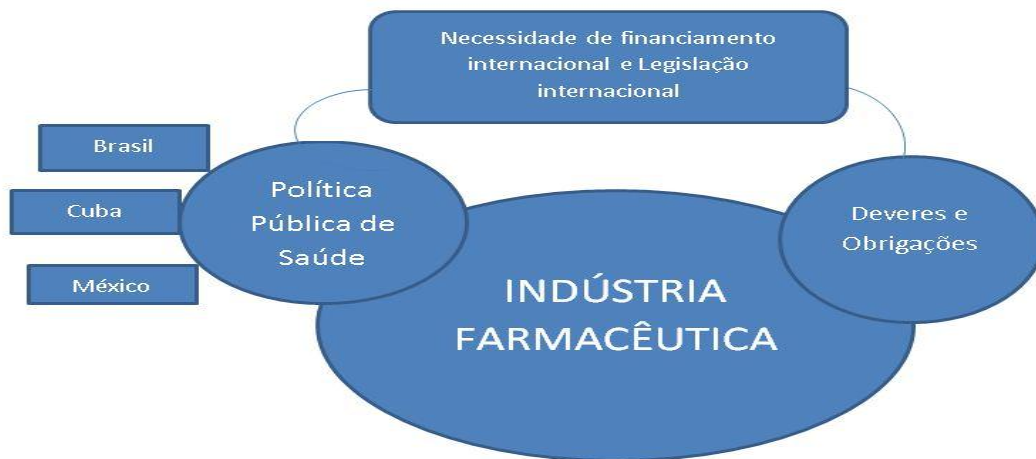 Necessidade de financiamento
internacional e Legislação
internacional
Brasil
Cuba
México
Política
Pública de
Saúde
Deveres e
Obrigações
INDÚSTRIA
FARMACÊUTICA